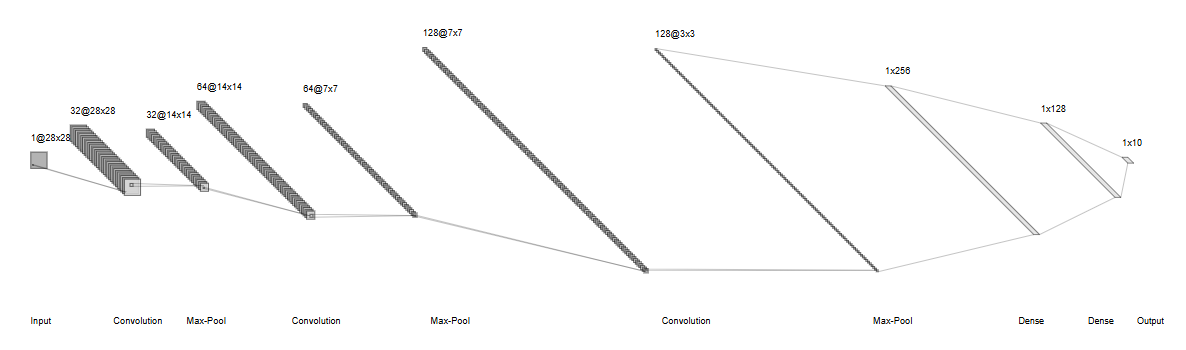 128@7x7
128@3x3
1x256
64@14x14
64@7x7
32@28x28
32@14x14
1x128
1@28x28
1x10
Input
Convolution
Max-Pool
Convolution
Max-Pool
Convolution
Max-Pool
Dense
Dense
Output